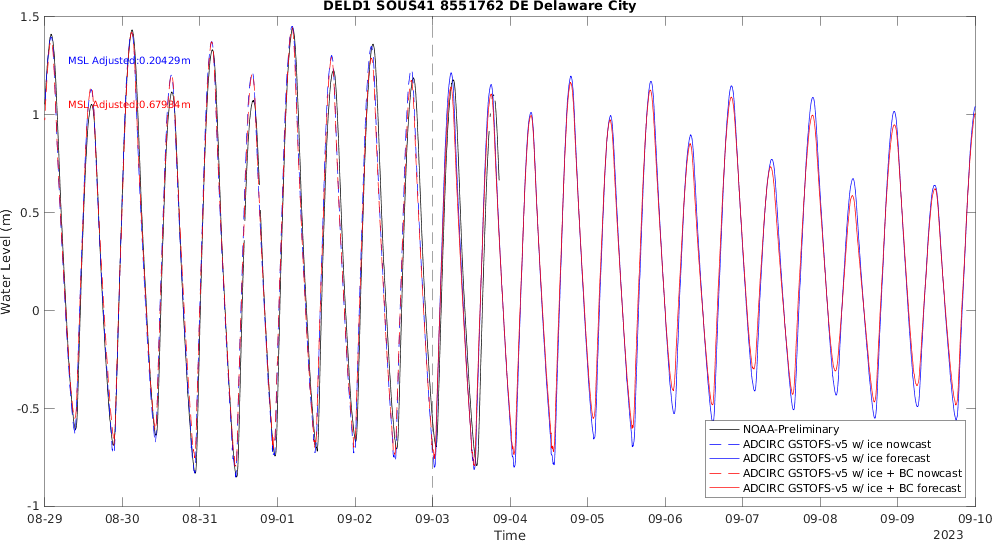 DELD1 SOUS41 8551762 DE Delaware City
1.5
MSL Adjusted:0.20429m
MSL Adjusted:0.67994m
1
0.5
0
-0.5
-1
Water Level (m)
NOAA-Preliminary
ADCIRC GSTOFS-v5 w/ ice nowcast
ADCIRC GSTOFS-v5 w/ ice forecast
ADCIRC GSTOFS-v5 w/ ice + BC nowcast
ADCIRC GSTOFS-v5 w/ ice + BC forecast
08-29 08-30 08-31 09-01 09-02 09-03 09-04 09-05 09-06 09-07 09-08 09-09 09-10
Time
2023